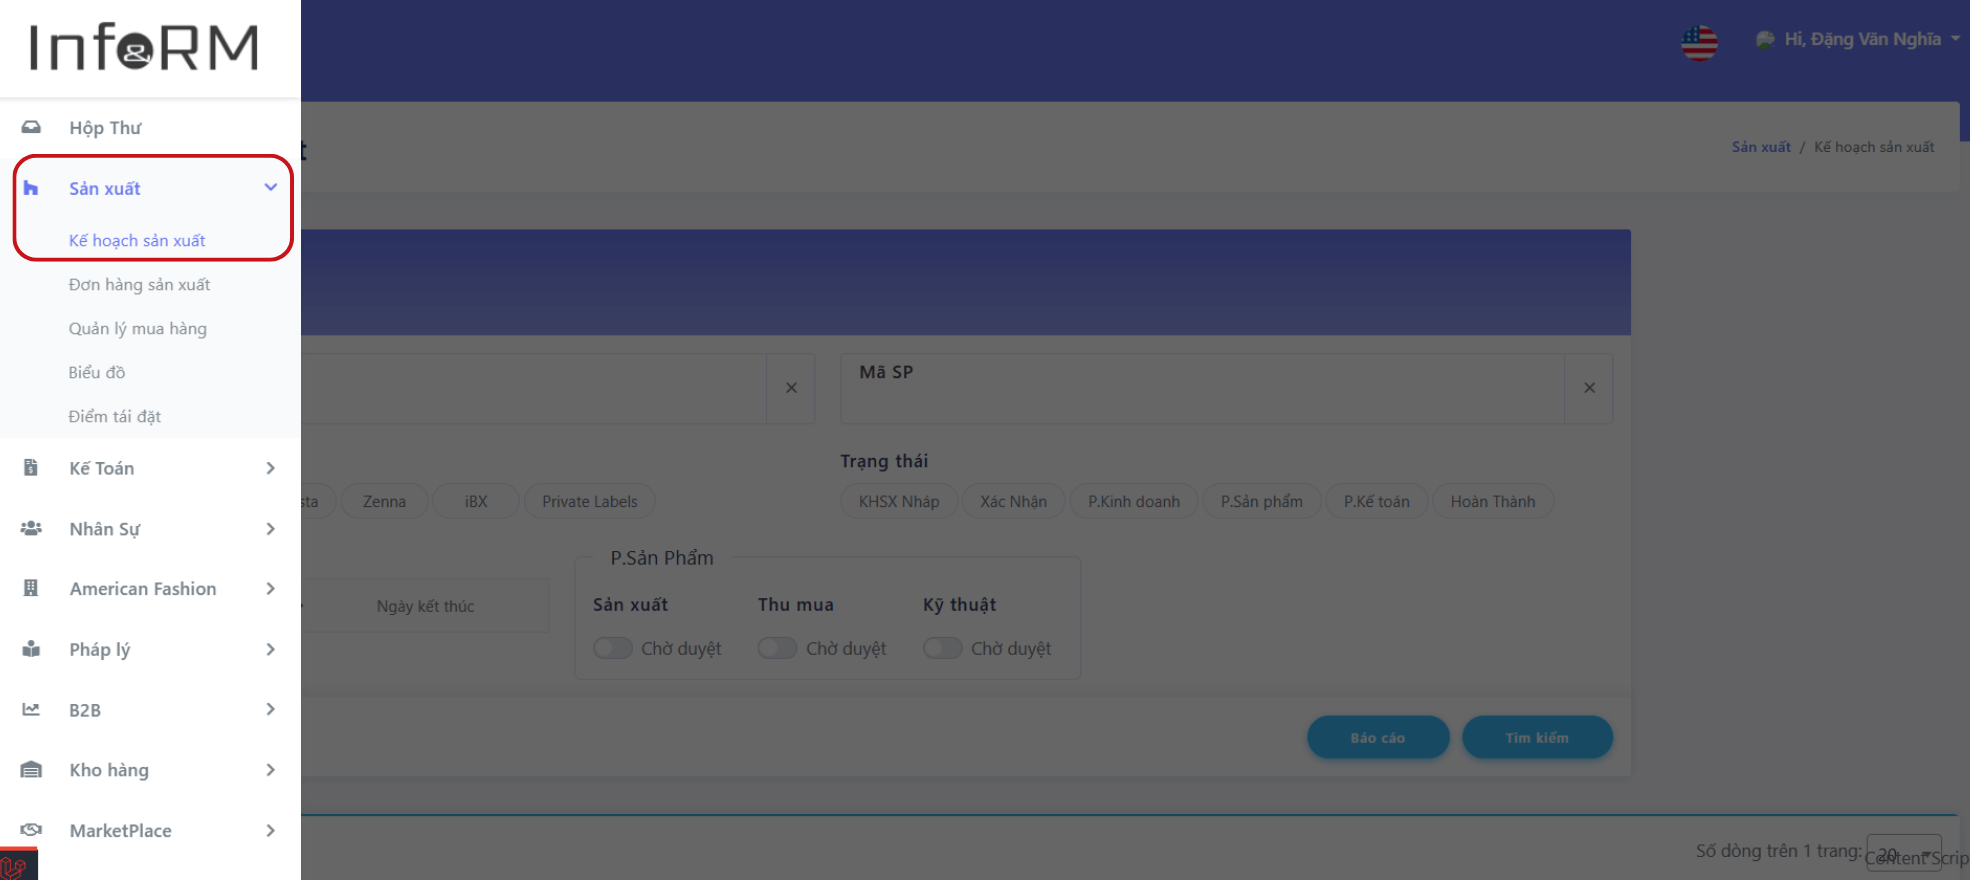 Info&RM
Hi, Đặng Văn Nghĩa
Hộp Thư
Sản xuất
Kế hoạch sản xuất
Đơn hàng sản xuất
Quản lý mua hàng
Biểu đồ
Điểm tái đặt
Kế Toán
Nhân Sự
American Fashion
Pháp lý
B2B
Kho hàng
MarketPlace
t
Sản xuất / Kế hoạch sản xuất
×
Mã SP
×
sta
Zenna
iBX
Private Labels
Trạng thái
KHSX Nháp
Xác Nhận
P.Kinh doanh
P.Sản phẩm
P.Kế toán
Hoàn Thành
Ngày kết thúc
P.Sản Phẩm
Sản xuất
Thu mua
Kỹ thuật
Chờ duyệt
Chờ duyệt
Chờ duyệt
Báo cáo
Tìm kiếm
Số dòng trên 1 trang:
20
Content Scrip